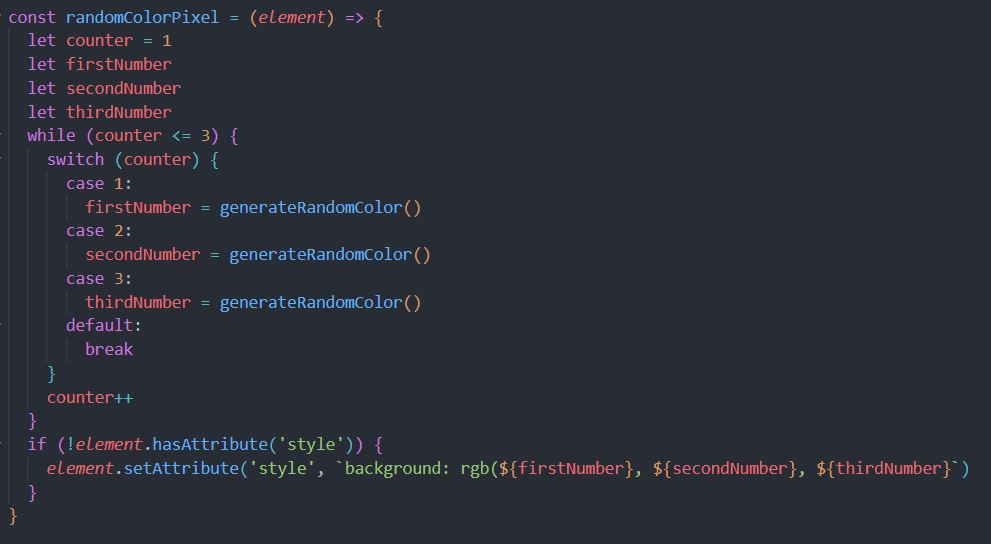 const randomColorPixel = (element) => {
  let counter = 1
  let firstNumber
  let secondNumber
  let thirdNumber
  while (counter <= 3) {
    switch (counter) {
      case 1:
        firstNumber = generateRandomColor()
      case 2:
        secondNumber = generateRandomColor()
      case 3:
        thirdNumber = generateRandomColor()
      default:
        break
    }
    counter++
  }
  if (!element.hasAttribute('style')) {
    element.setAttribute('style', `background: rgb(${firstNumber}, ${secondNumber}, ${thirdNumber}`)
  }
}